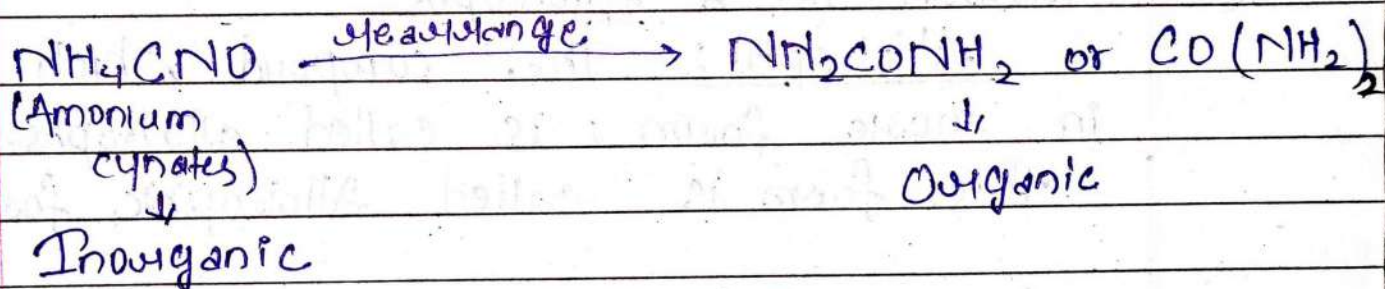 NH₄CNO rearrange → NH₂CONH₂ or CO(NH₂)₂
(Amonium
cynates)
↓ ↓
Organic
Inorganic